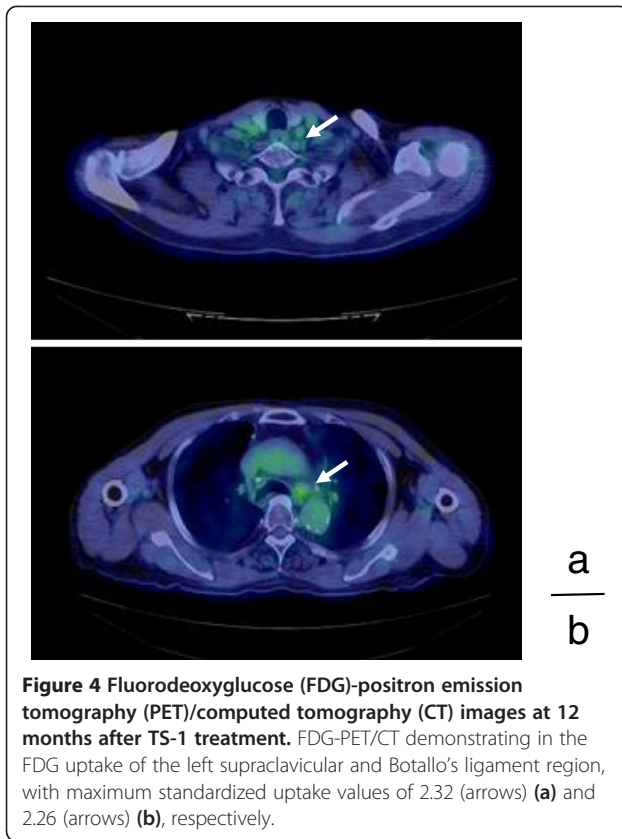 a
b
Figure 4 Fluorodeoxyglucose (FDG)-positron emission
tomography (PET)/computed tomography (CT) images at 12
months after TS-1 treatment. FDG-PET/CT demonstrating in the
FDG uptake of the left supraclavicular and Botallo's ligament region,
with maximum standardized uptake values of 2.32 (arrows) (a) and
2.26 (arrows) (b), respectively.